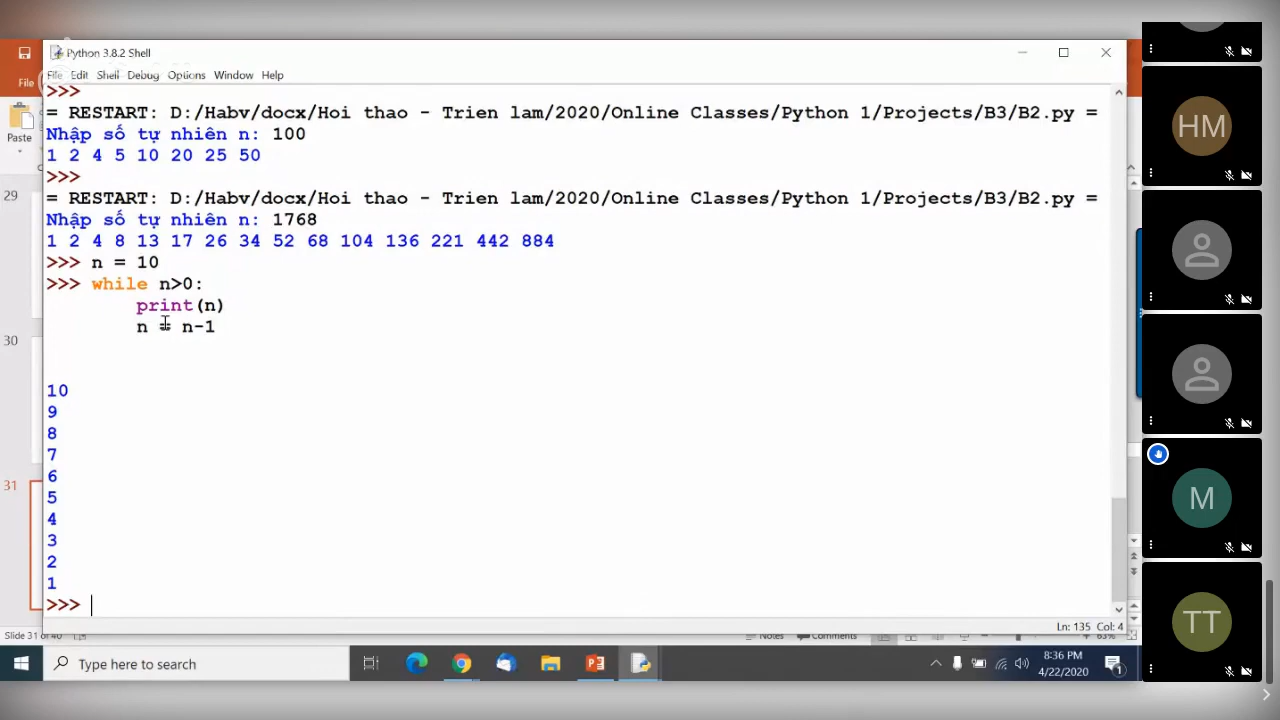 Python 3.8.2 Shell
File Edit Shell Debug Options Window Help
File
Paste
>>>
= RESTART: D:/Habv/docx/Hoi thao - Trien lam/2020/Online Classes/Python 1/Projects/B3/B2.py =
Nhập số tự nhiên n: 100
1 2 4 5 10 20 25 50
>>>
= RESTART: D:/Habv/docx/Hoi thao - Trien lam/2020/Online Classes/Python 1/Projects/B3/B2.py =
Nhập số tự nhiên n: 1768
1 2 4 8 13 17 26 34 52 68 104 136 221 442 884
>>> n = 10
>>> while n>0:
print(n)
n = n-1
10
9
8
7
6
5
4
3
2
1
>>>
29
30
31
Ln: 135 Col: 4
Slide 31 of 40
Notes
Comments
63%
Type here to search
8:36 PM
4/22/2020
1
HM
M
TT